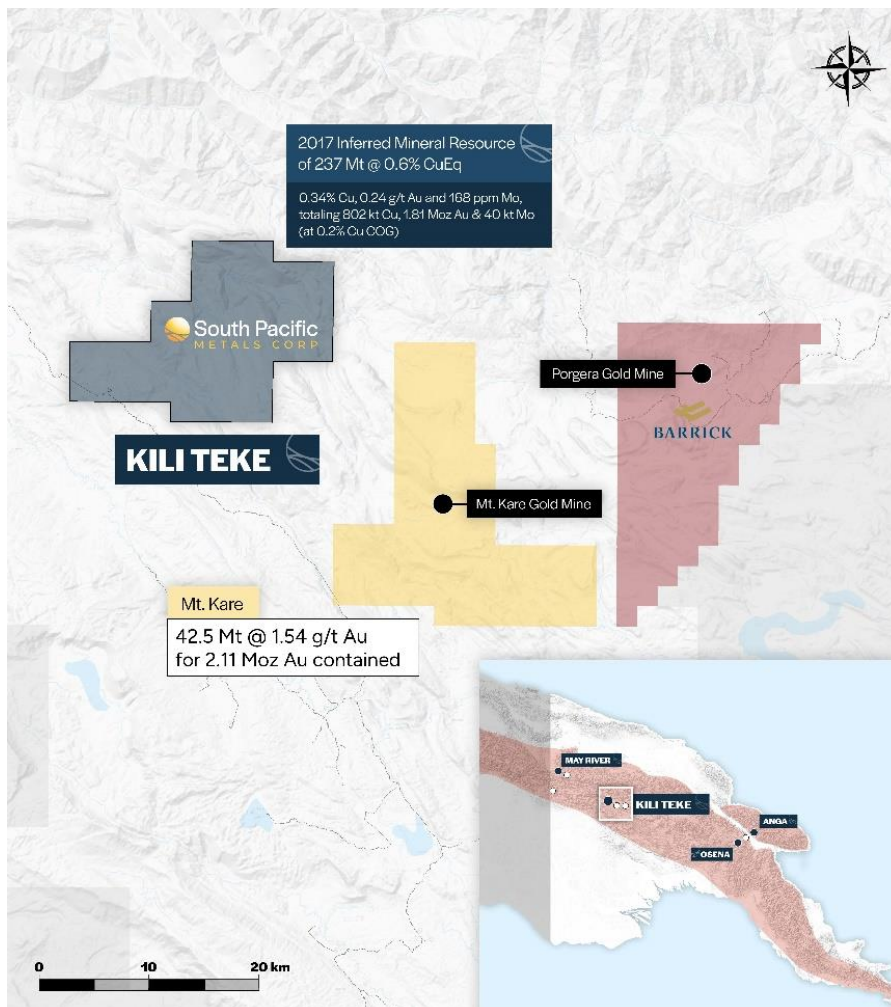 2017 Inferred Mineral Resource
of 237 Mt @ 0.6% CuEq
0.34% Cu, 0.24 g/t Au and 168 ppm Mo,
totaling 802 kt Cu, 1.81 Moz Au & 40 kt Mo
(at 0.2% Cu COG)
South Pacific
METALS CORP
KILI TEKE
Porgera Gold Mine
BARRICK
Mt. Kare Gold Mine
Mt. Kare
42.5 Mt @ 1.54 g/t Au
for 2.11 Moz Au contained
MAY RIVER
KILI TEKE
ANGA
OSENA
0 10 20 km